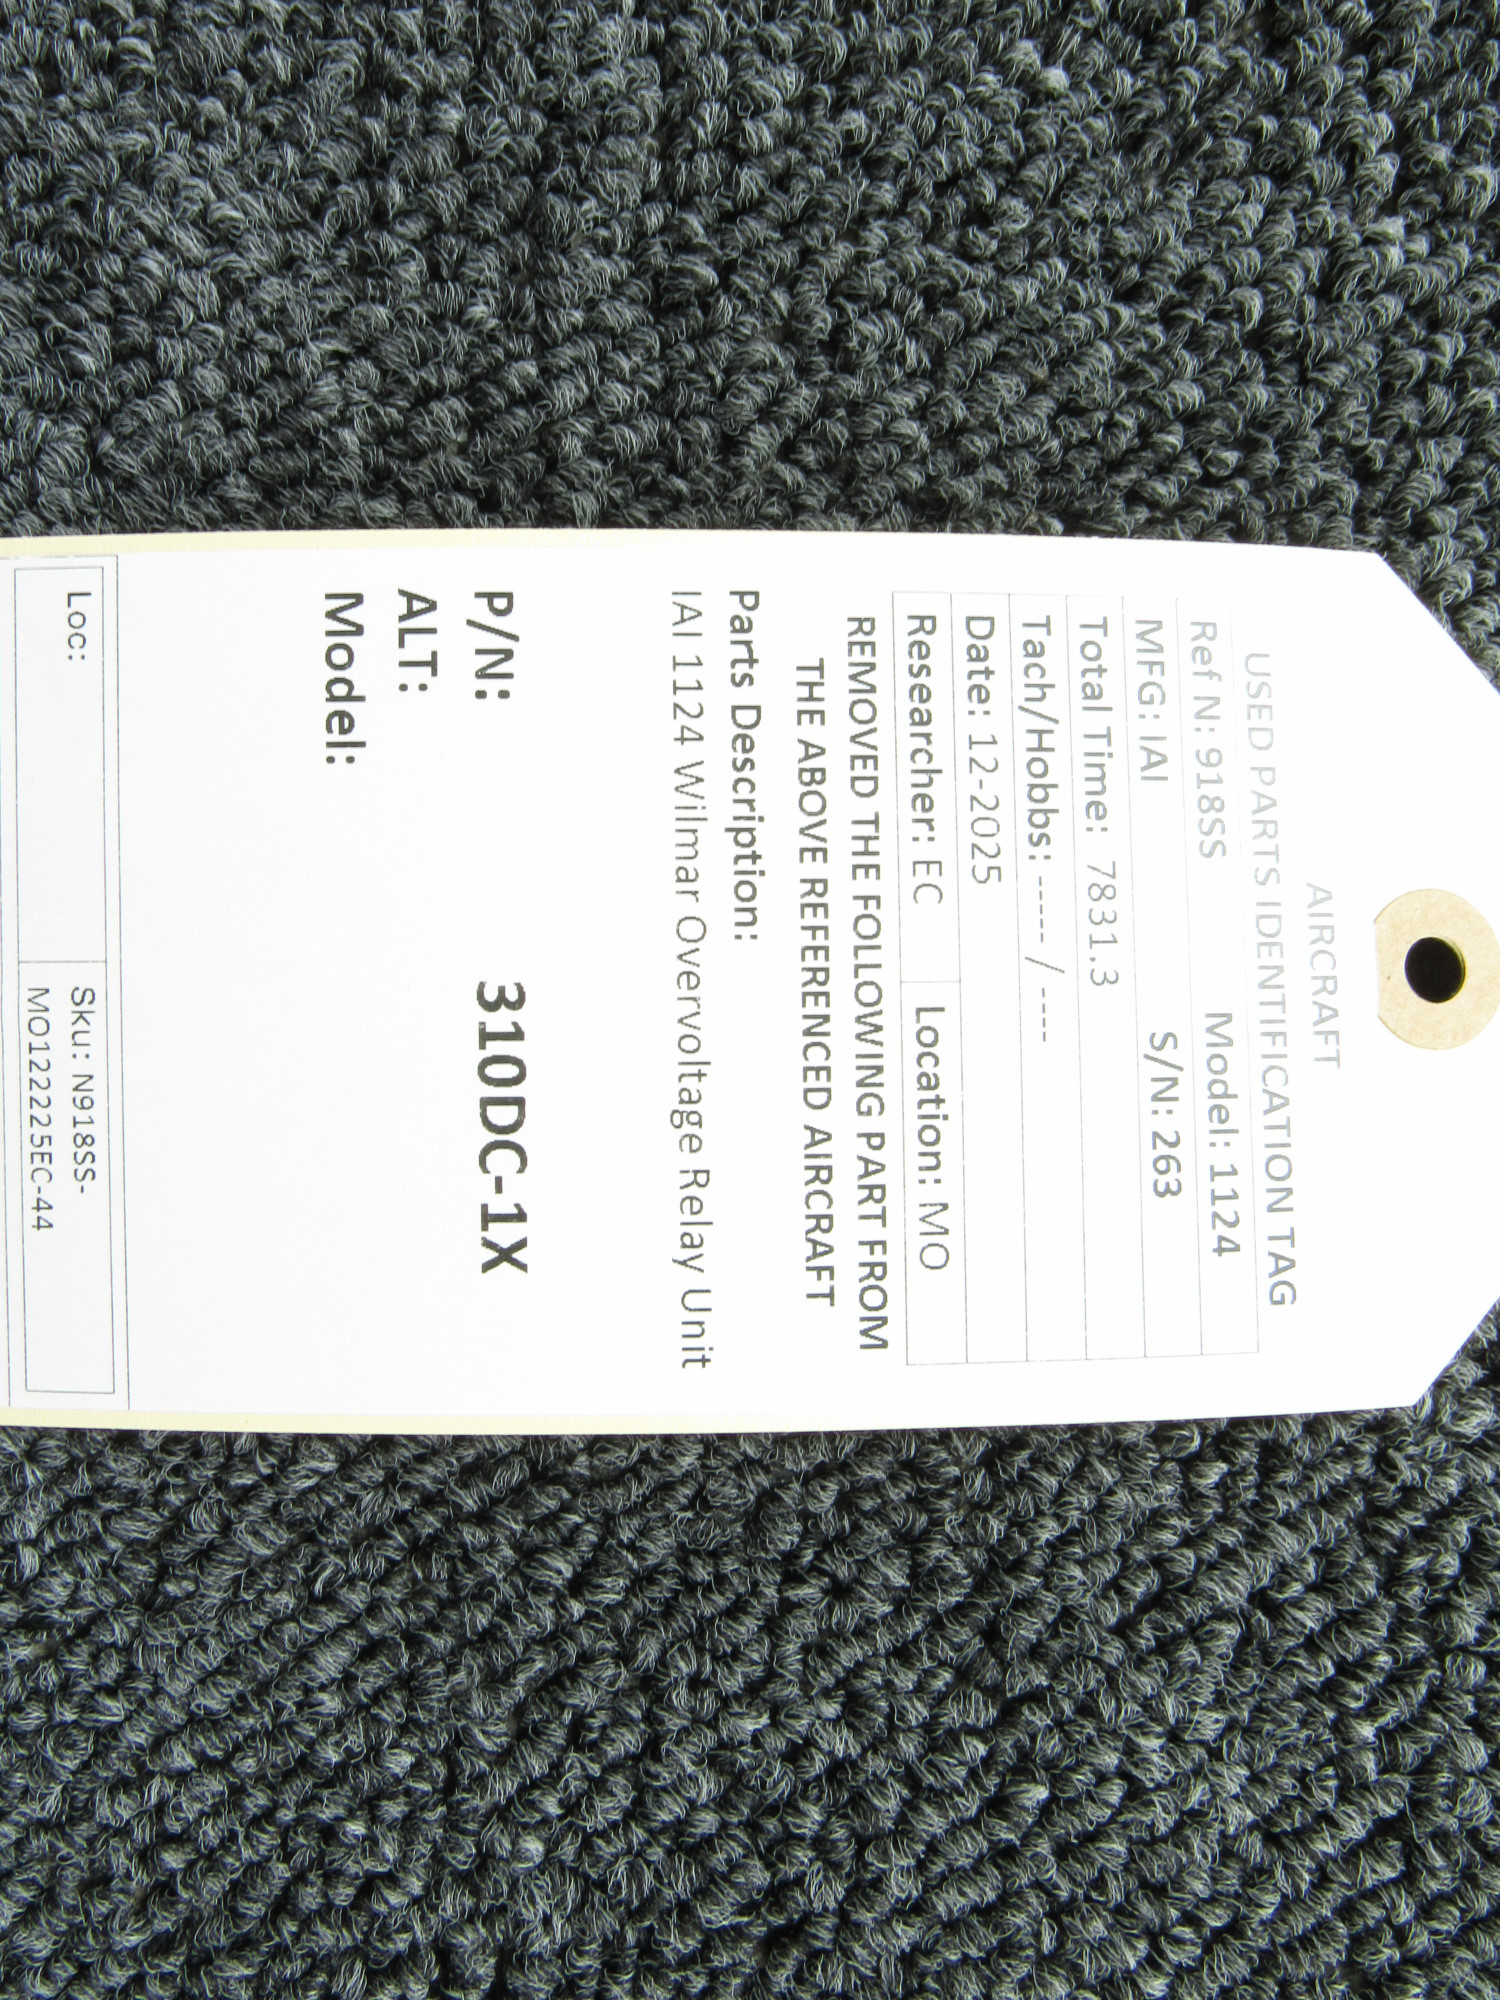 AIRCRAFT
USED PARTS IDENTIFICATION TAG
Ref N: 918SS Model: 1124
MFG: IAI S/N: 263
Total Time: 7831.3
Tach/Hobbs: ----- / ----
Date: 12-2025
Researcher: EC Location: MO
REMOVED THE FOLLOWING PART FROM
THE ABOVE REFERENCED AIRCRAFT
Parts Description:
IAI 1124 Wilmar Overvoltage Relay Unit
P/N: 310DC-1X
ALT:
Model:
Loc: Sku: N918SS-
MO122225EC-44